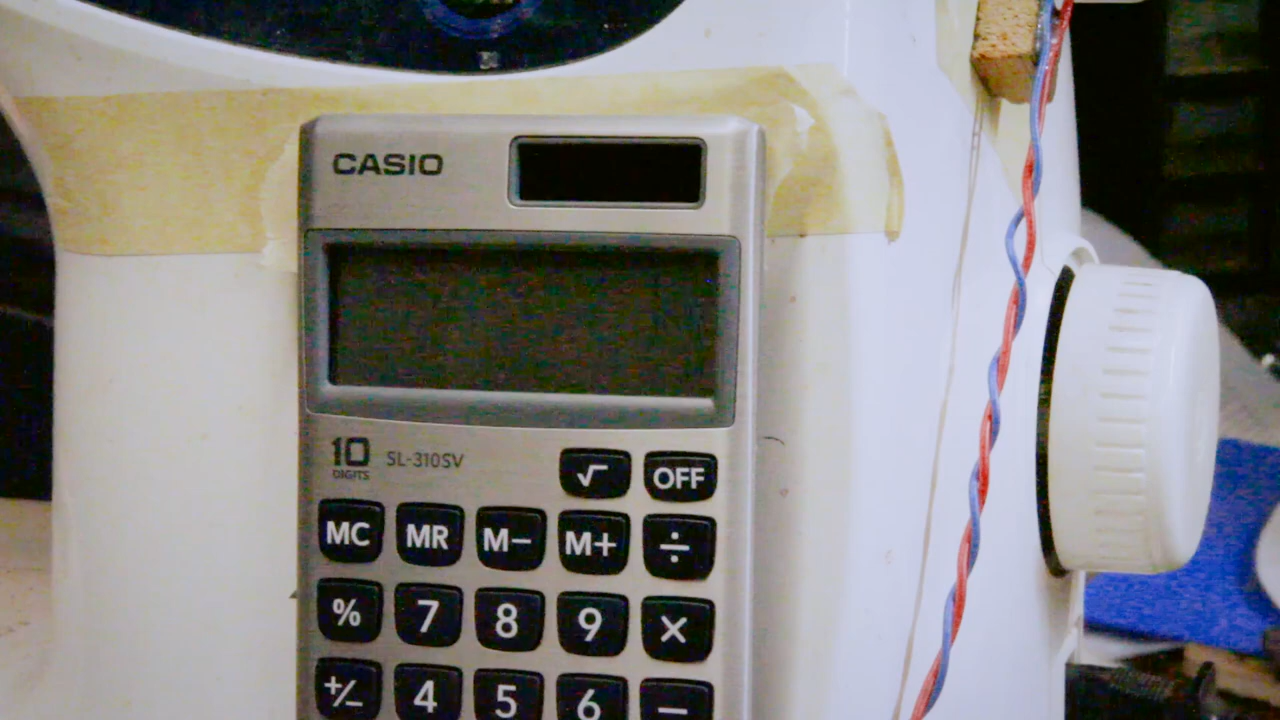 CASIO
10 DIGITS SL-310SV
√ OFF
MC MR M− M+ ÷
% 7 8 9 ×
+/− 4 5 6 −